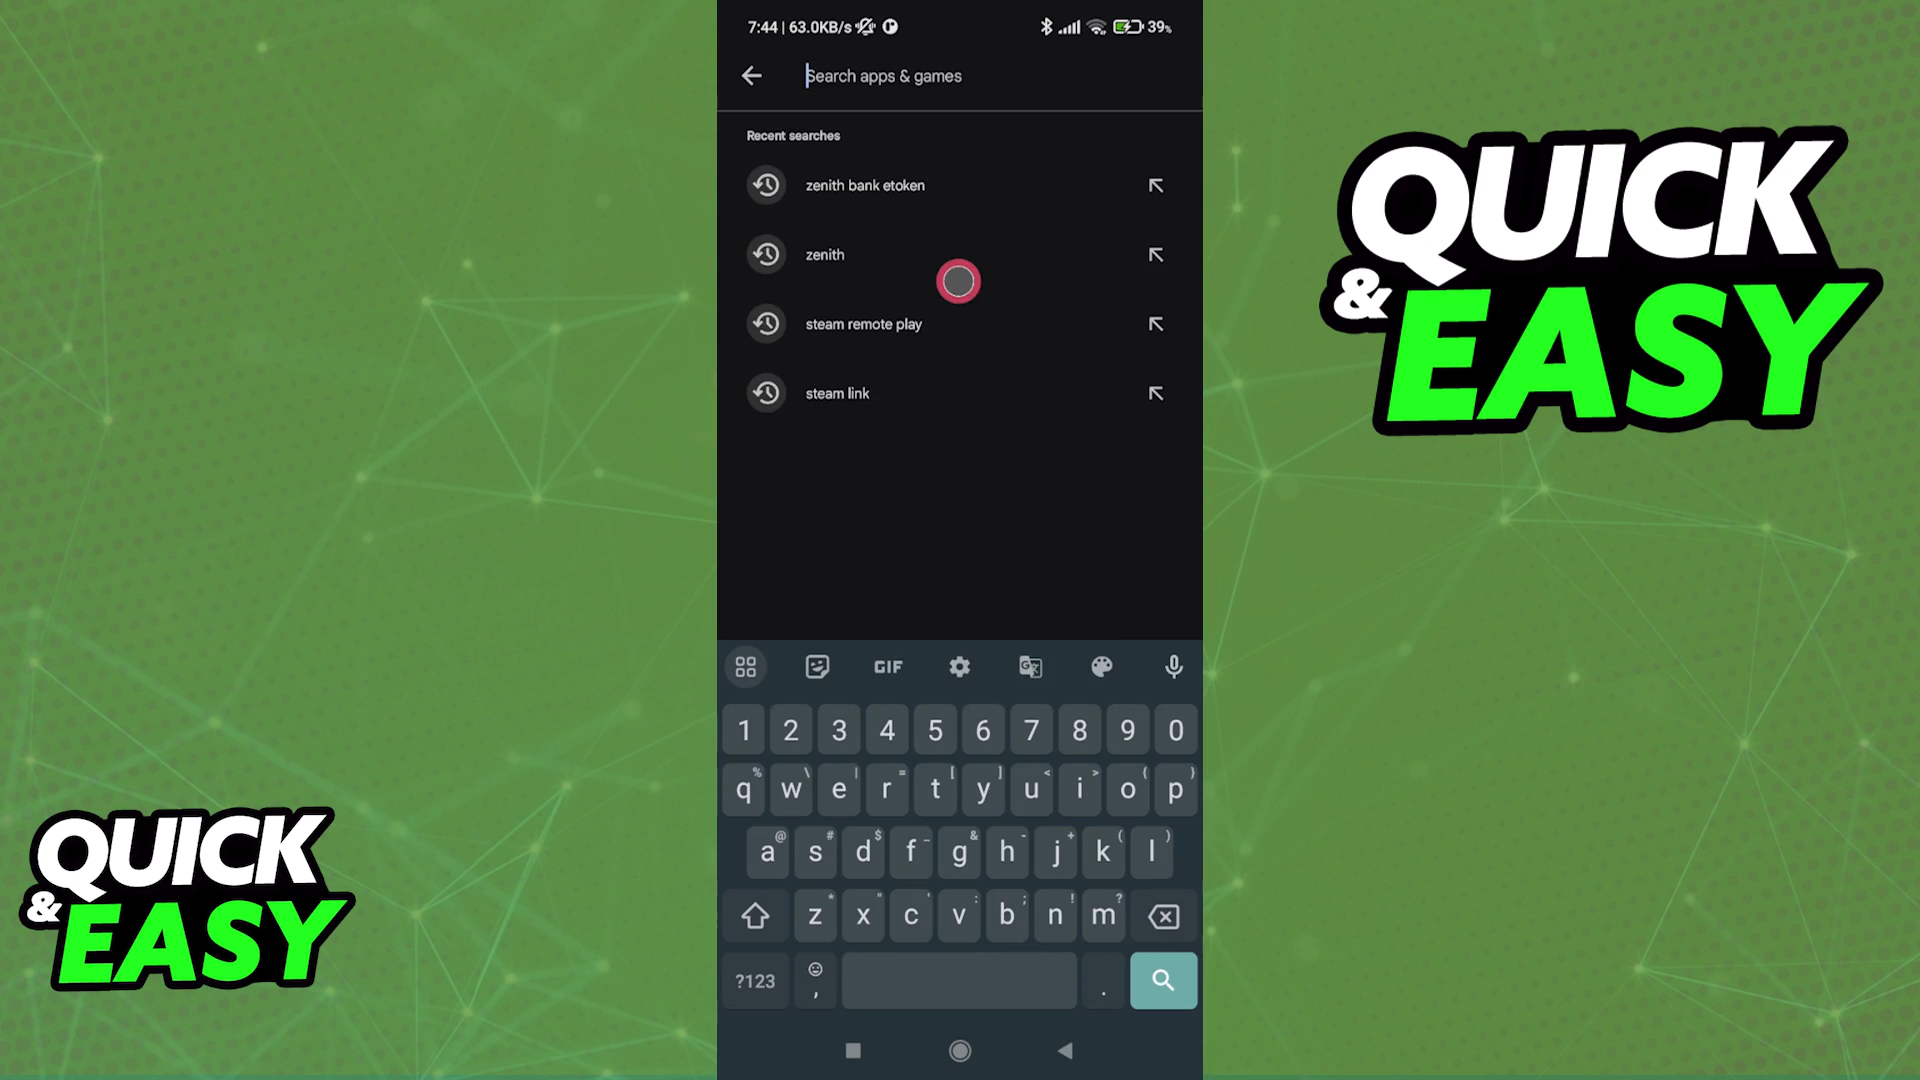 7:44 | 63.0KB/s
39%
Search apps & games
Recent searches
zenith bank etoken
zenith
steam remote play
steam link
GIF
1 2 3 4 5 6 7 8 9 0
% \ | = [ ] < > { }
q w e r t y u i o p
@ # $ _ & - + ( )
a s d f g h j k l
* " ' : ; ! ?
z x c v b n m
?123 , .
QUICK
& EASY
QUICK
& EASY